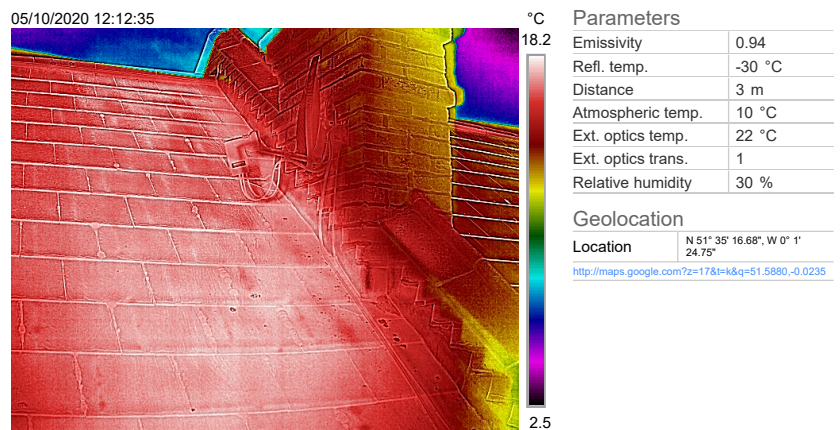 05/10/2020 12:12:35
°C
18.2
2.5
Parameters
Emissivity 0.94
Refl. temp. -30 °C
Distance 3 m
Atmospheric temp. 10 °C
Ext. optics temp. 22 °C
Ext. optics trans. 1
Relative humidity 30 %
Geolocation
Location N 51° 35' 16.68", W 0° 1'
24.75"
http://maps.google.com?z=17&t=k&q=51.5880,-0.0235